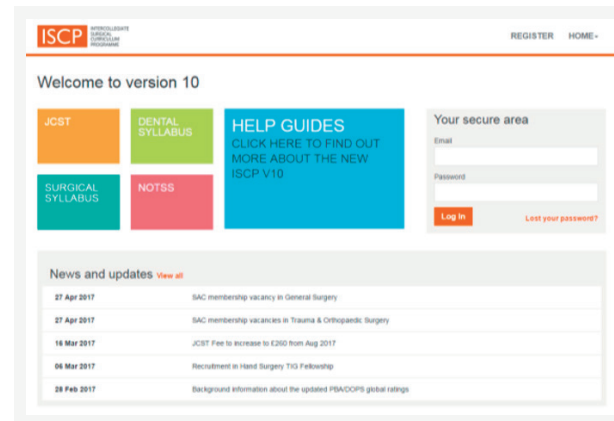 ISCP INTERCOLLEGIATE
SURGICAL
CURRICULUM
PROGRAMME
REGISTER HOME
Welcome to version 10
JCST
DENTAL
SYLLABUS
HELP GUIDES
CLICK HERE TO FIND OUT
MORE ABOUT THE NEW
ISCP V10
SURGICAL
SYLLABUS
NOTSS
Your secure area
Email
Password
Log In Lost your password?
News and updates View all
27 Apr 2017 SAC membership vacancy in General Surgery
27 Apr 2017 SAC membership vacancies in Trauma & Orthopaedic Surgery
16 Mar 2017 JCST Fee to increase to £260 from Aug 2017
06 Mar 2017 Recruitment in Hand Surgery TIG Fellowship
28 Feb 2017 Background information about the updated PBA/DOPS global ratings